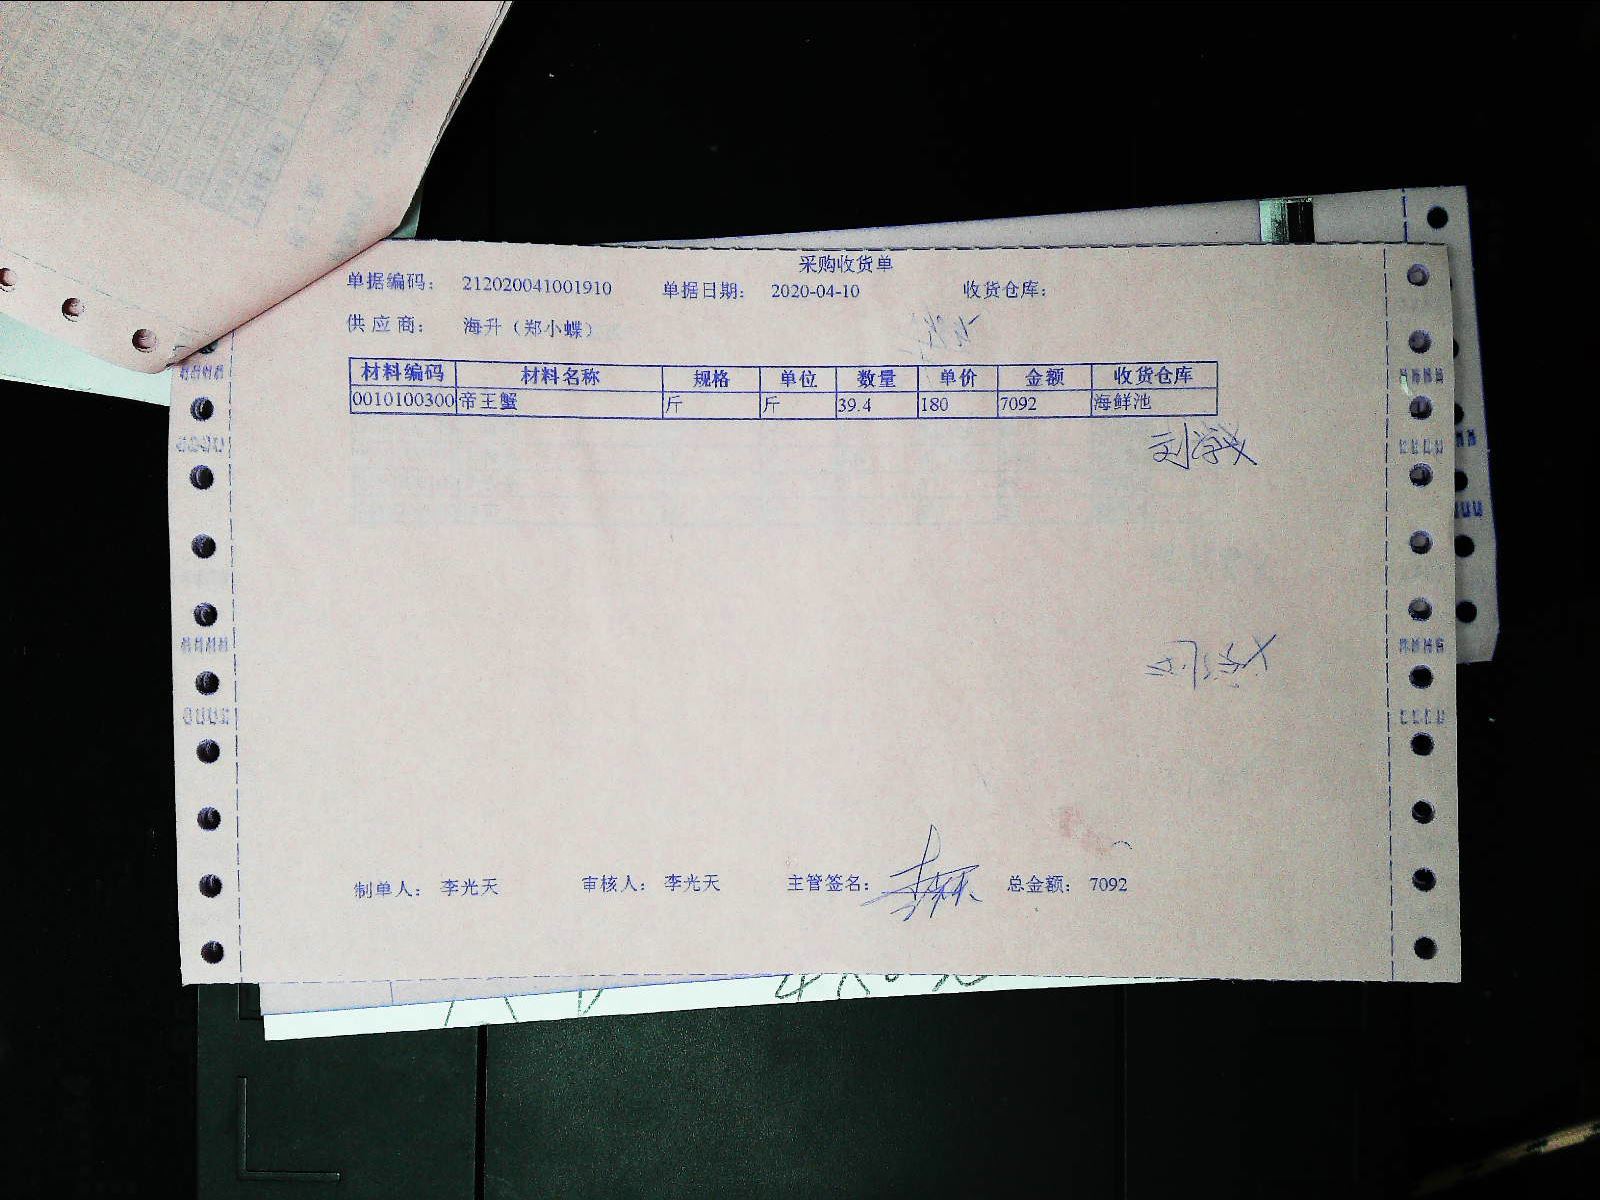 采购收货单
单据编码： 212020041001910 单据日期： 2020-04-10 收货仓库：
供应商： 海升（郑小蝶）
材料编码 材料名称 规格 单位 数量 单价 金额 收货仓库
0010100300 帝王蟹 斤 斤 39.4 180 7092 海鲜池
制单人： 李光天 审核人： 李光天 主管签名： 总金额： 7092